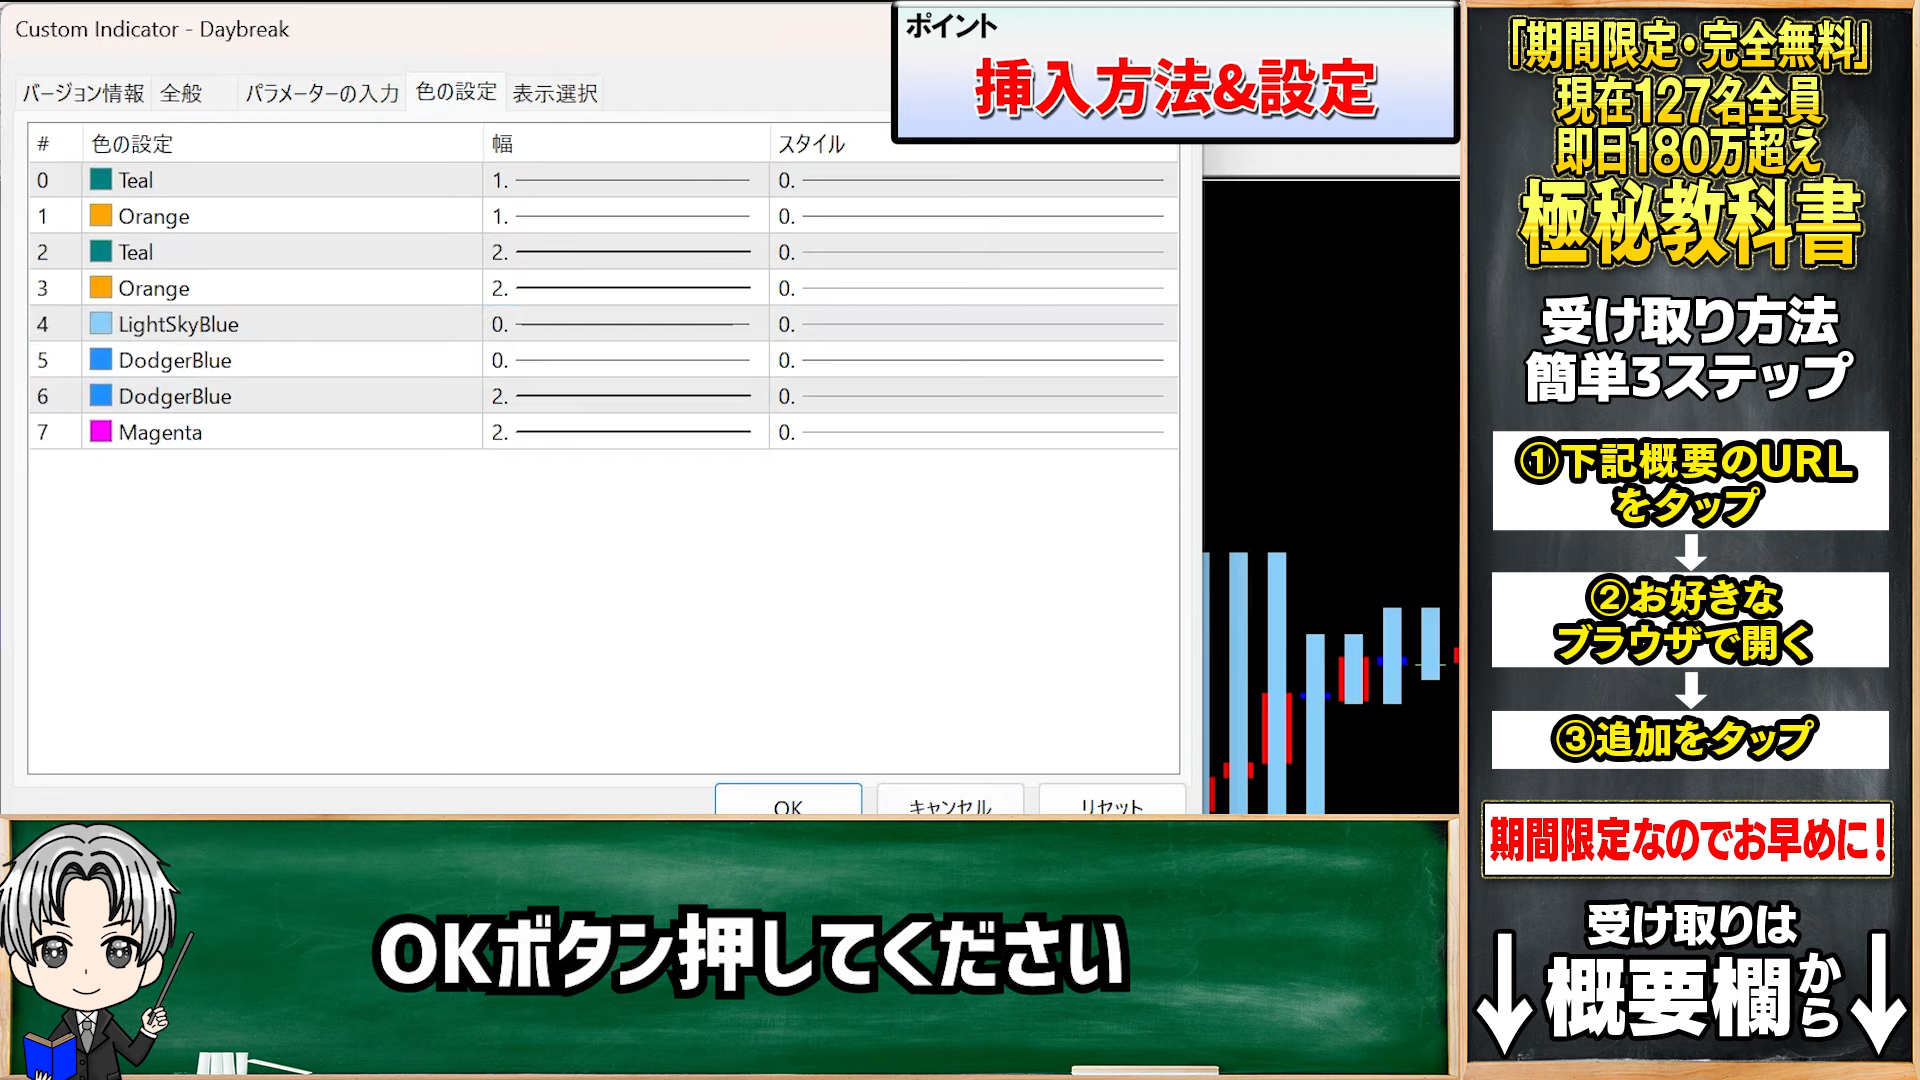 Custom Indicator - Daybreak
バージョン情報 全般 パラメーターの入力 色の設定 表示選択
# 色の設定 幅 スタイル
0 Teal 1. 0.
1 Orange 1. 0.
2 Teal 2. 0.
3 Orange 2. 0.
4 LightSkyBlue 0. 0.
5 DodgerBlue 0. 0.
6 DodgerBlue 2. 0.
7 Magenta 2. 0.
OK キャンセル リセット
ポイント
挿入方法&設定
OKボタン押してください
「期間限定・完全無料」
現在127名全員
即日180万超え
極秘教科書
受け取り方法
簡単3ステップ
①下記概要のURL
をタップ
②お好きな
ブラウザで開く
③追加をタップ
期間限定なのでお早めに！
受け取りは
概要欄から